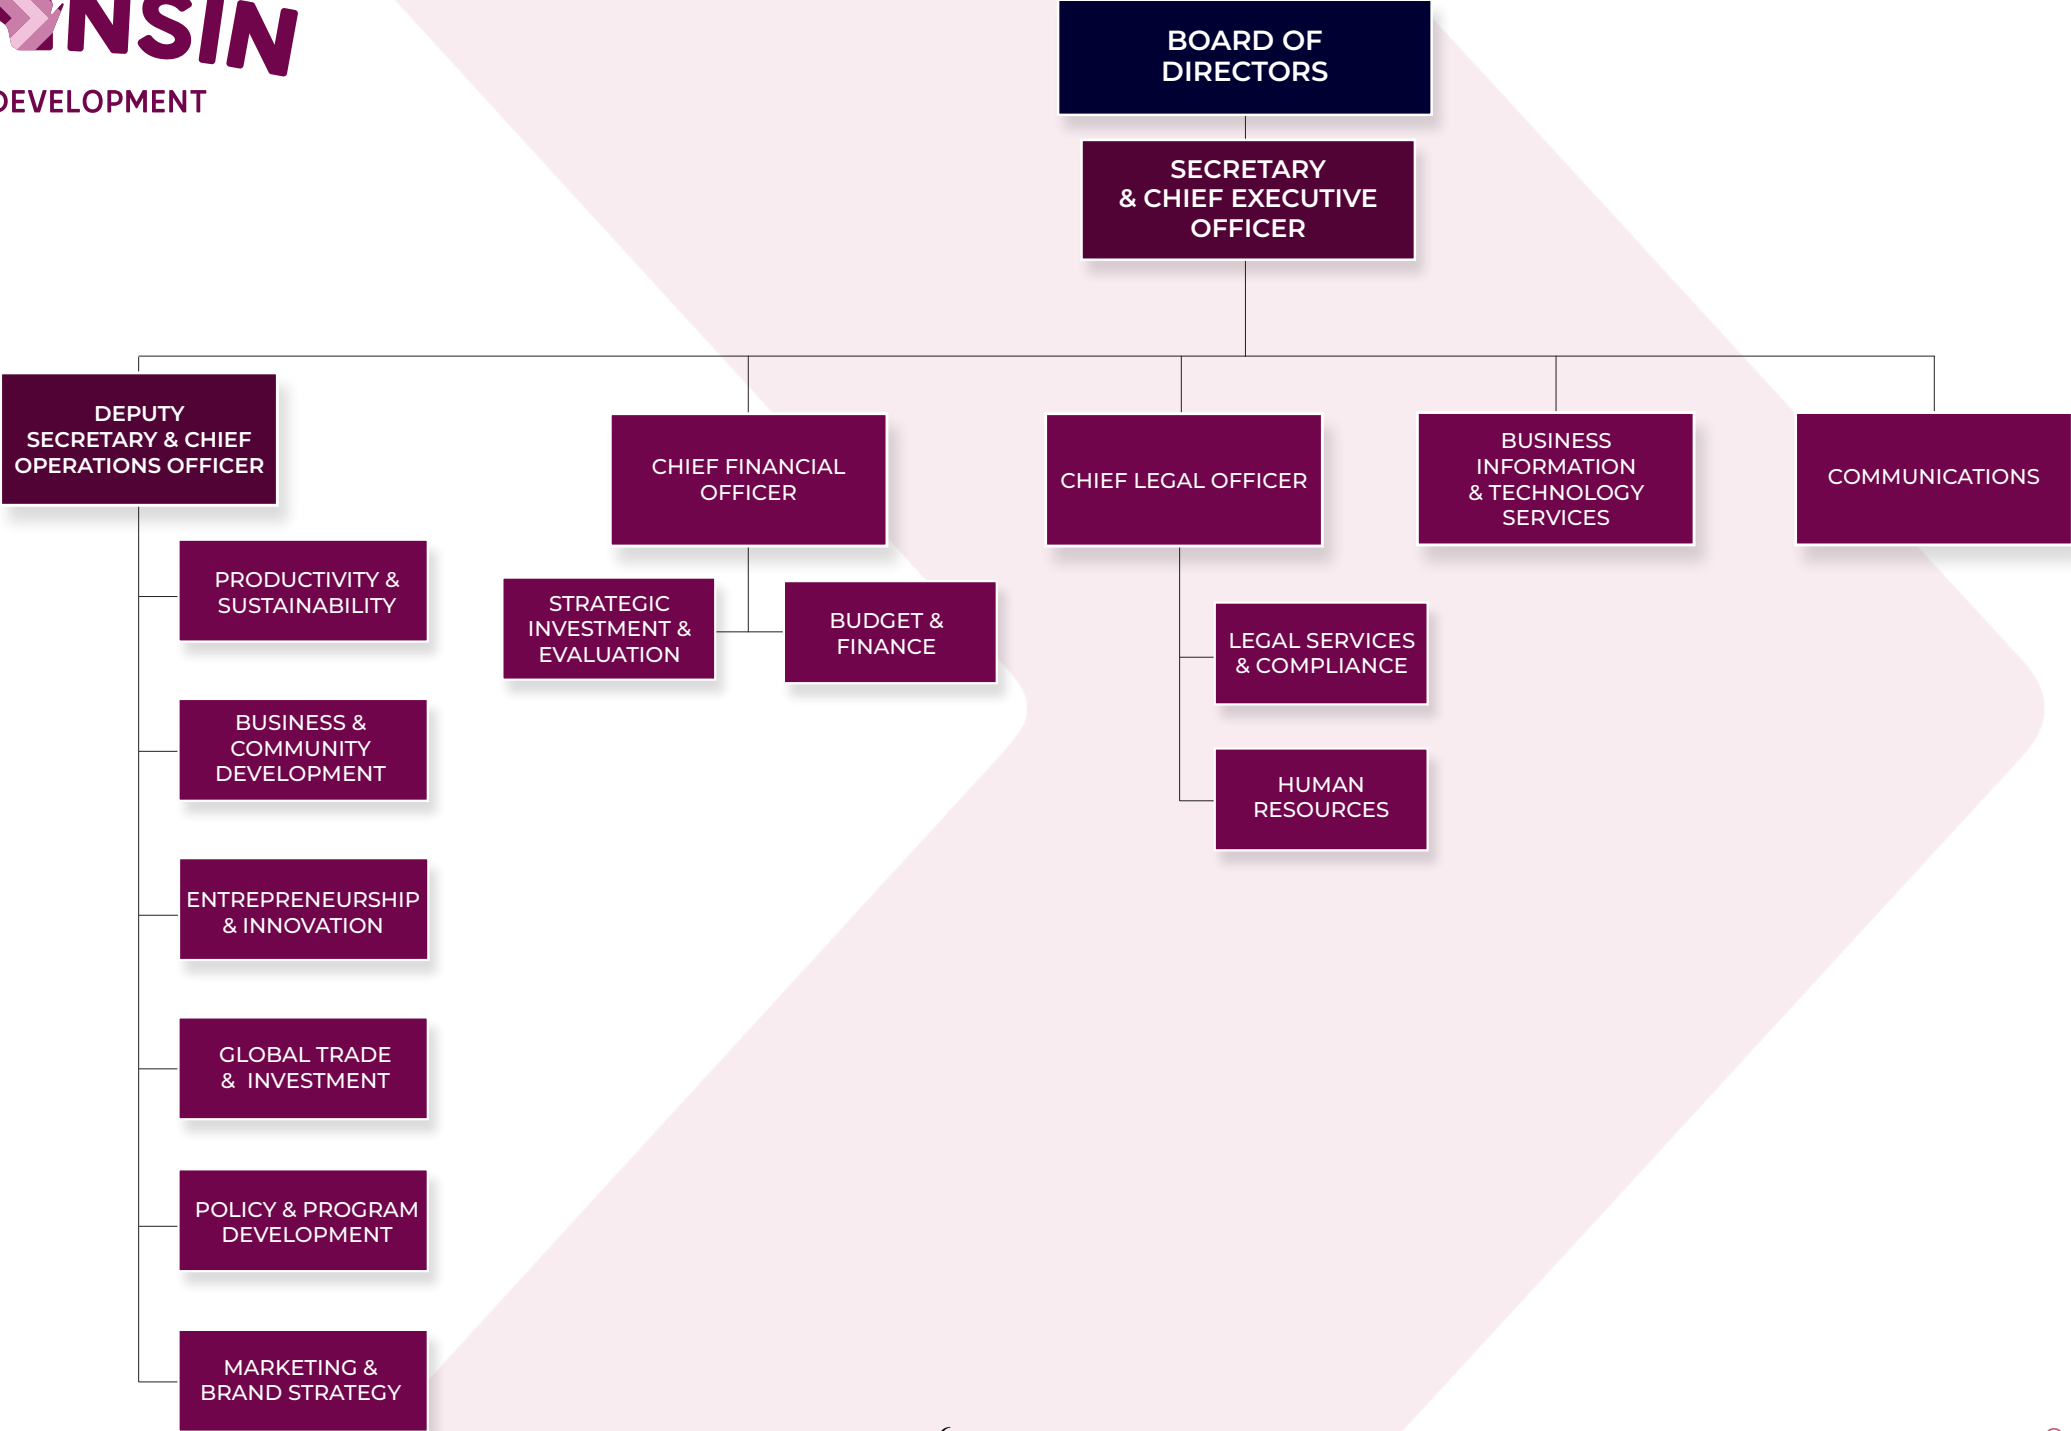 NSIN
DEVELOPMENT
BOARD OF
DIRECTORS
SECRETARY
& CHIEF EXECUTIVE
OFFICER
DEPUTY
SECRETARY & CHIEF
OPERATIONS OFFICER
CHIEF FINANCIAL
OFFICER
CHIEF LEGAL OFFICER
BUSINESS
INFORMATION
& TECHNOLOGY
SERVICES
COMMUNICATIONS
PRODUCTIVITY &
SUSTAINABILITY
BUSINESS &
COMMUNITY
DEVELOPMENT
ENTREPRENEURSHIP
& INNOVATION
GLOBAL TRADE
& INVESTMENT
POLICY & PROGRAM
DEVELOPMENT
MARKETING &
BRAND STRATEGY
STRATEGIC
INVESTMENT &
EVALUATION
BUDGET &
FINANCE
LEGAL SERVICES
& COMPLIANCE
HUMAN
RESOURCES